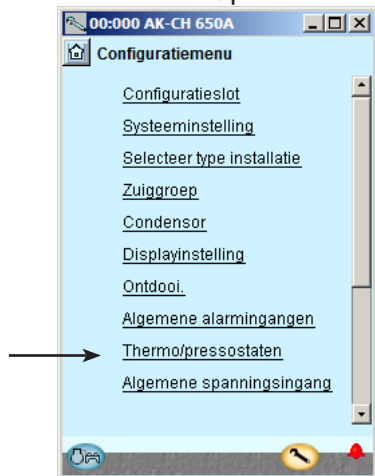 00:000 AK-CH 650A
Configuratiemenu
Configuratieslot
Systeeminstelling
Selecteer type installatie
Zuiggroep
Condensor
Displayinstelling
Ontdooi.
Algemene alarmingangen
Thermo/pressostaten
Algemene spanningsingang